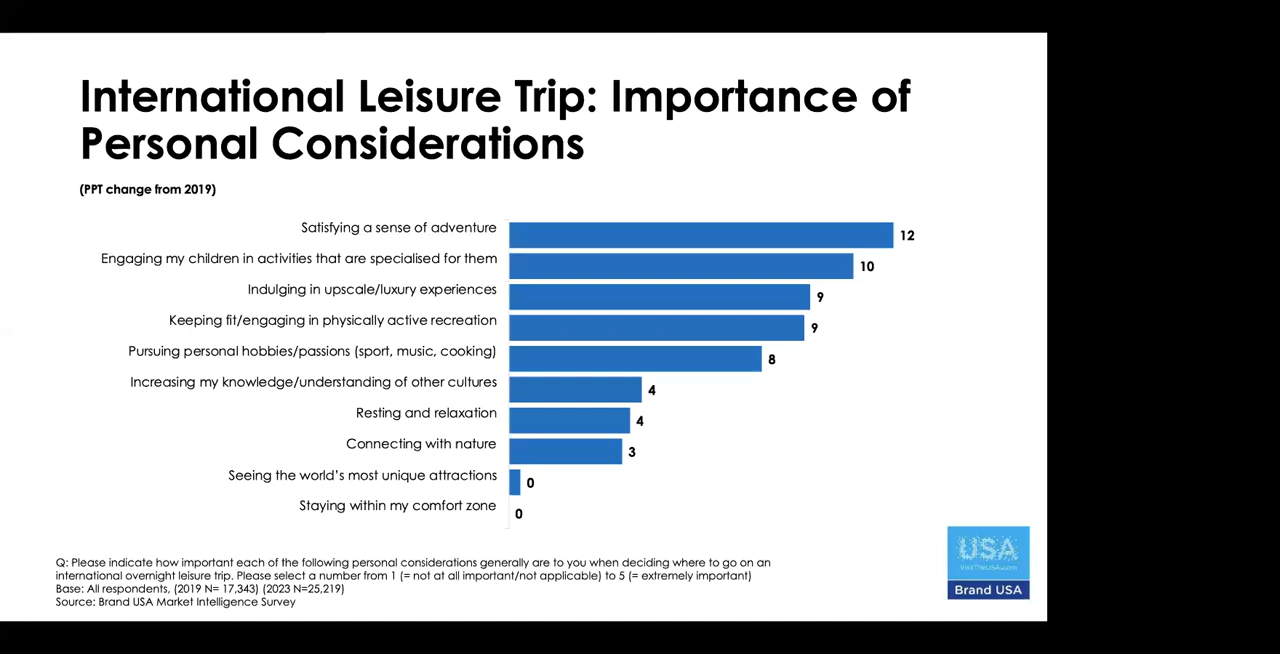 International Leisure Trip: Importance of
Personal Considerations
(PPT change from 2019)
Satisfying a sense of adventure 12
Engaging my children in activities that are specialised for them 10
Indulging in upscale/luxury experiences 9
Keeping fit/engaging in physically active recreation 9
Pursuing personal hobbies/passions (sport, music, cooking) 8
Increasing my knowledge/understanding of other cultures 4
Resting and relaxation 4
Connecting with nature 3
Seeing the world's most unique attractions 0
Staying within my comfort zone 0
Q: Please indicate how important each of the following personal considerations generally are to you when deciding where to go on an
international overnight leisure trip. Please select a number from 1 (= not at all important/not applicable) to 5 (= extremely important)
Base: All respondents, (2019 N= 17,343) (2023 N=25,219)
Source: Brand USA Market Intelligence Survey
USA
VisitTheUSA.com
Brand USA